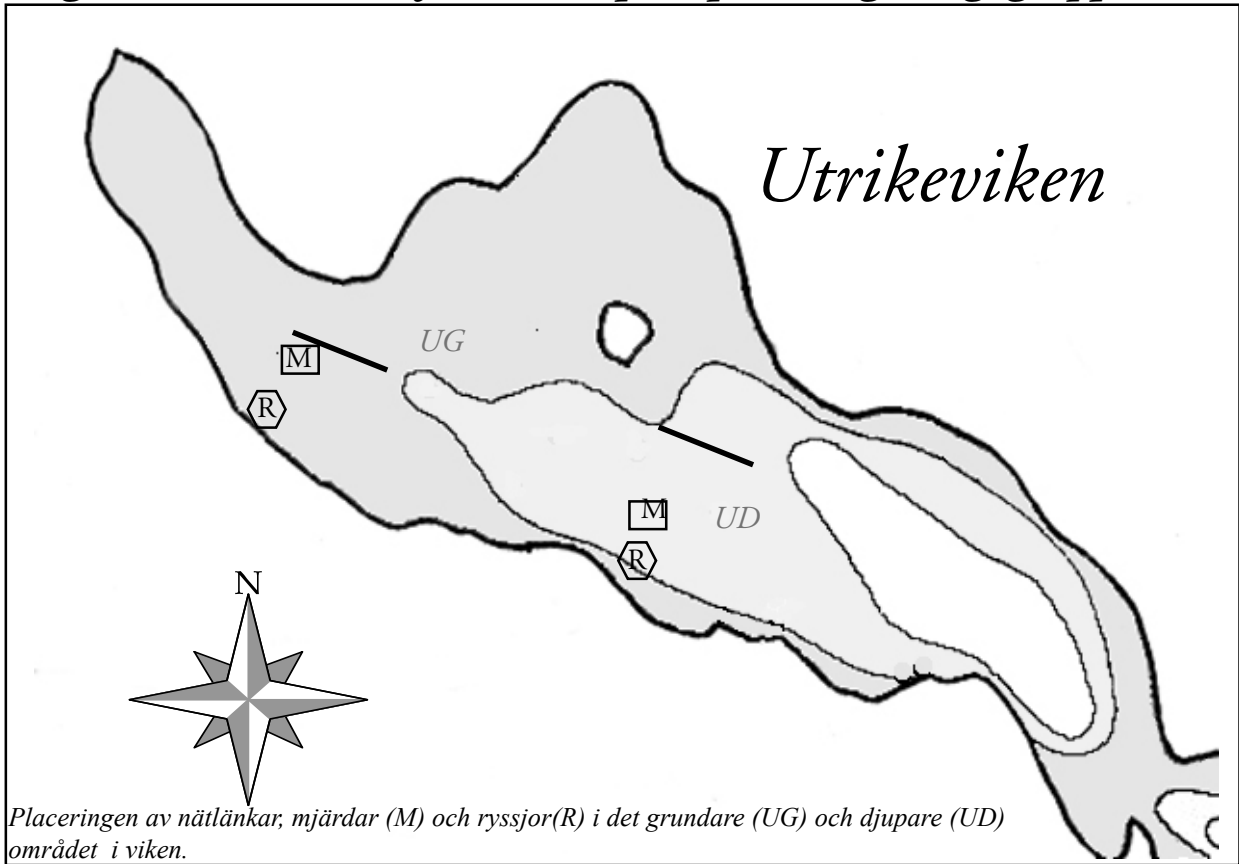 Utrikeviken
UG
M
R
M
UD
R
N
Placeringen av nätlänkar, mjärdar (M) och ryssjor(R) i det grundare (UG) och djupare (UD)
området i viken.